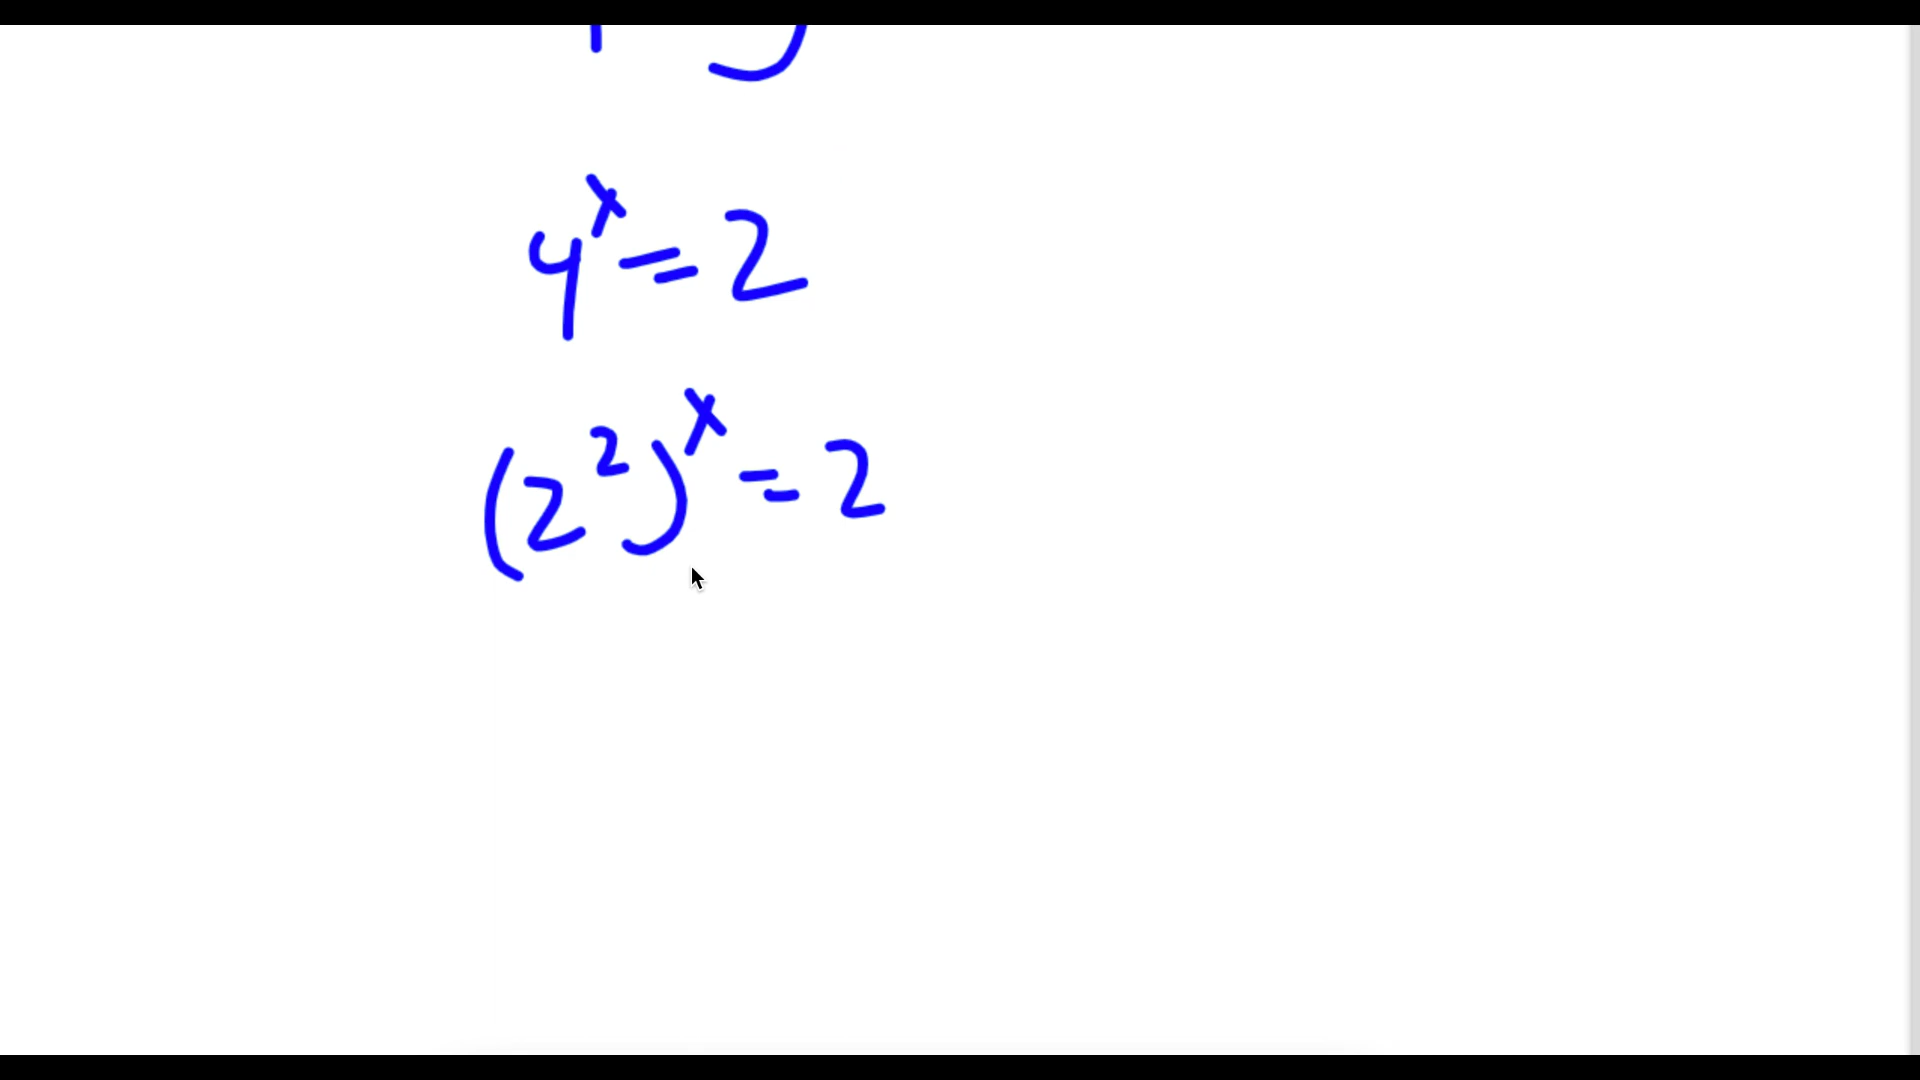 4^x = 2
(2^2)^x = 2